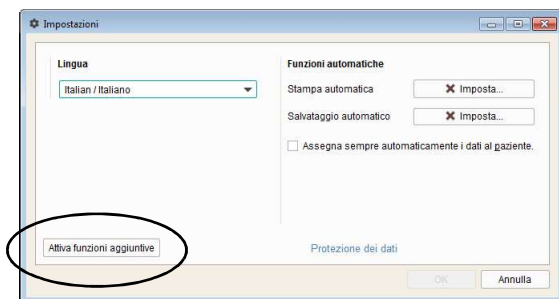 Impostazioni
Lingua
Italian / Italiano
Funzioni automatiche
Stampa automatica
Imposta...
Salvataggio automatico
Imposta...
Assegna sempre automaticamente i dati al paziente.
Attiva funzioni aggiuntive
Protezione dei dati
OK
Annulla